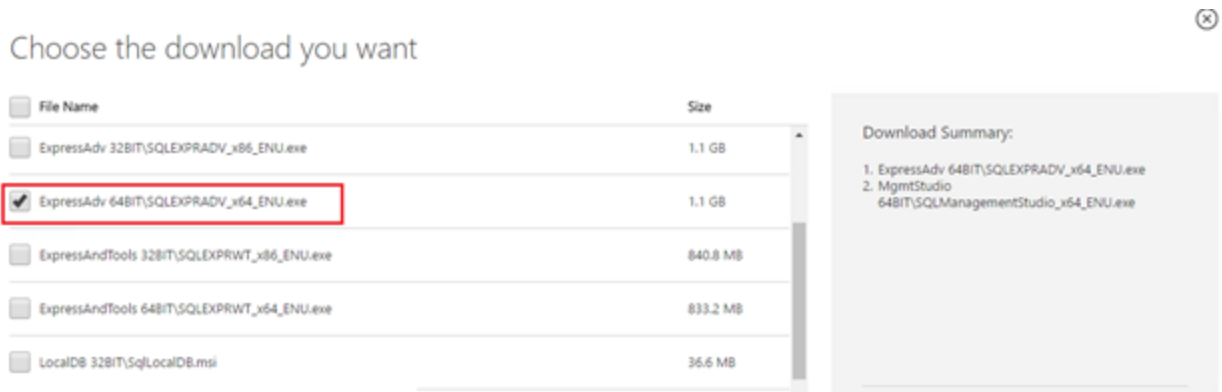 Choose the download you want
File Name Size
ExpressAdv 32BIT\SQLEXPRADV_x86_ENU.exe 1.1 GB
ExpressAdv 64BIT\SQLEXPRADV_x64_ENU.exe 1.1 GB
ExpressAndTools 32BIT\SQLEXPRWT_x86_ENU.exe 840.8 MB
ExpressAndTools 64BIT\SQLEXPRWT_x64_ENU.exe 833.2 MB
LocalDB 32BIT\SqlLocalDB.msi 36.6 MB
Download Summary:
1. ExpressAdv 64BIT\SQLEXPRADV_x64_ENU.exe
2. MgmtStudio
64BIT\SQLManagementStudio_x64_ENU.exe